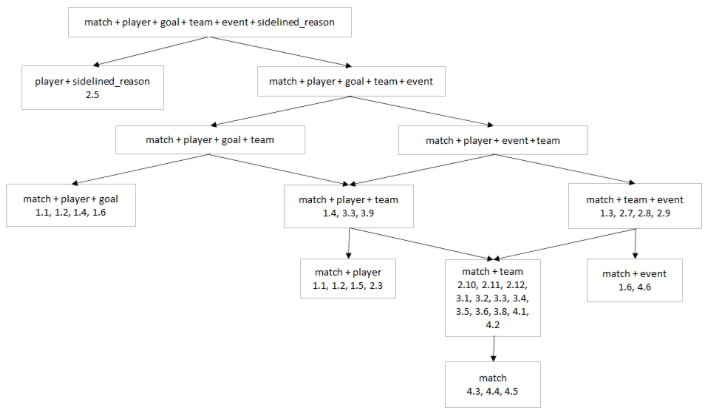 match+player+goal+team+event+sidelined_reason
player+sidelined_reason
2.5
match+player+goal+team+event
match+player+goal+team
match+player+event+team
match+player+goal
1.1, 1.2, 1.4, 1.6
match+player+team
1.4, 3.3, 3.9
match+team+event
1.3, 2.7, 2.8, 2.9
match+player
1.1, 1.2, 1.5, 2.3
match+team
2.10, 2.11, 2.12,
3.1, 3.2, 3.3, 3.4,
3.5, 3.6, 3.8, 4.1,
4.2
match+event
1.6, 4.6
match
4.3, 4.4, 4.5